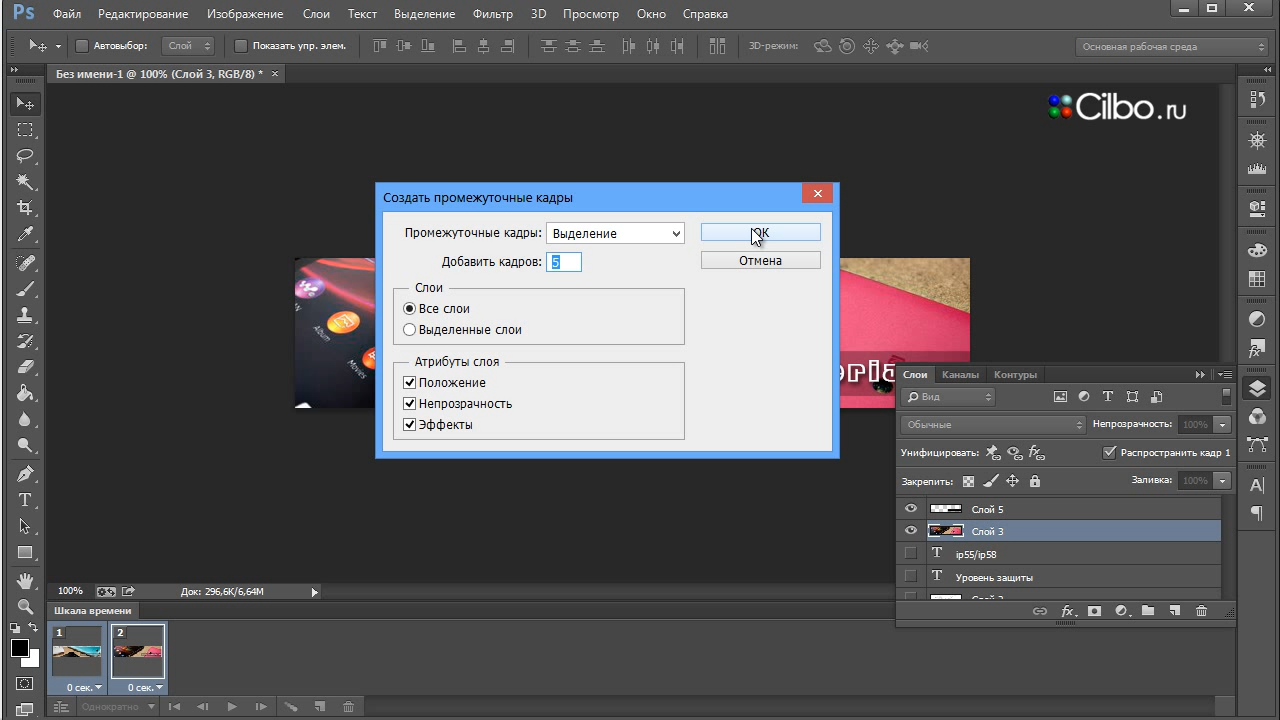 Ps Файл Редактирование Изображение Слои Текст Выделение Фильтр 3D Просмотр Окно Справка
Автовыбор: Слой Показать упр. элем. 3D-режим: Основная рабочая среда
Без имени-1 @ 100% (Слой 3, RGB/8) * ×
Cilbo.ru
Создать промежуточные кадры
Промежуточные кадры: Выделение OK
Добавить кадров: 5 Отмена
Слои
Все слои
Выделенные слои
Атрибуты слоя
Положение
Непрозрачность
Эффекты
Album
Movies
Слои Каналы Контуры
Вид
Обычные Непрозрачность: 100%
Унифицировать: Распространить кадр 1
Закрепить: Заливка: 100%
Слой 5
Слой 3
T ip55/ip58
T Уровень защиты
fx
100% Док: 296,6K/6,64M
Шкала времени
1 2
0 сек. 0 сек.
Однократно